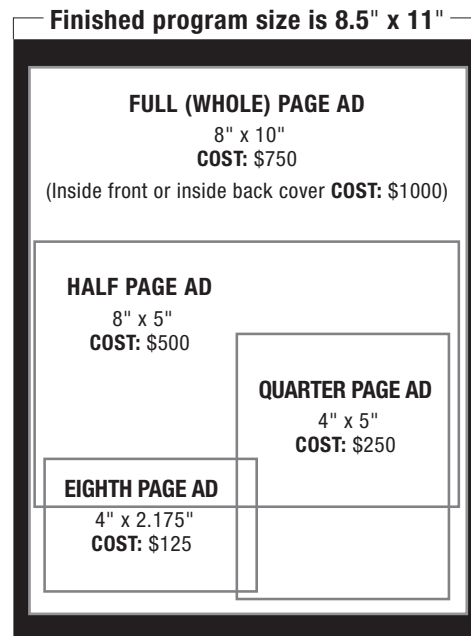 Finished program size is 8.5" x 11"
FULL (WHOLE) PAGE AD
8" x 10"
COST: $750
(Inside front or inside back cover COST: $1000)
HALF PAGE AD
8" x 5"
COST: $500
QUARTER PAGE AD
4" x 5"
COST: $250
EIGHTH PAGE AD
4" x 2.175"
COST: $125